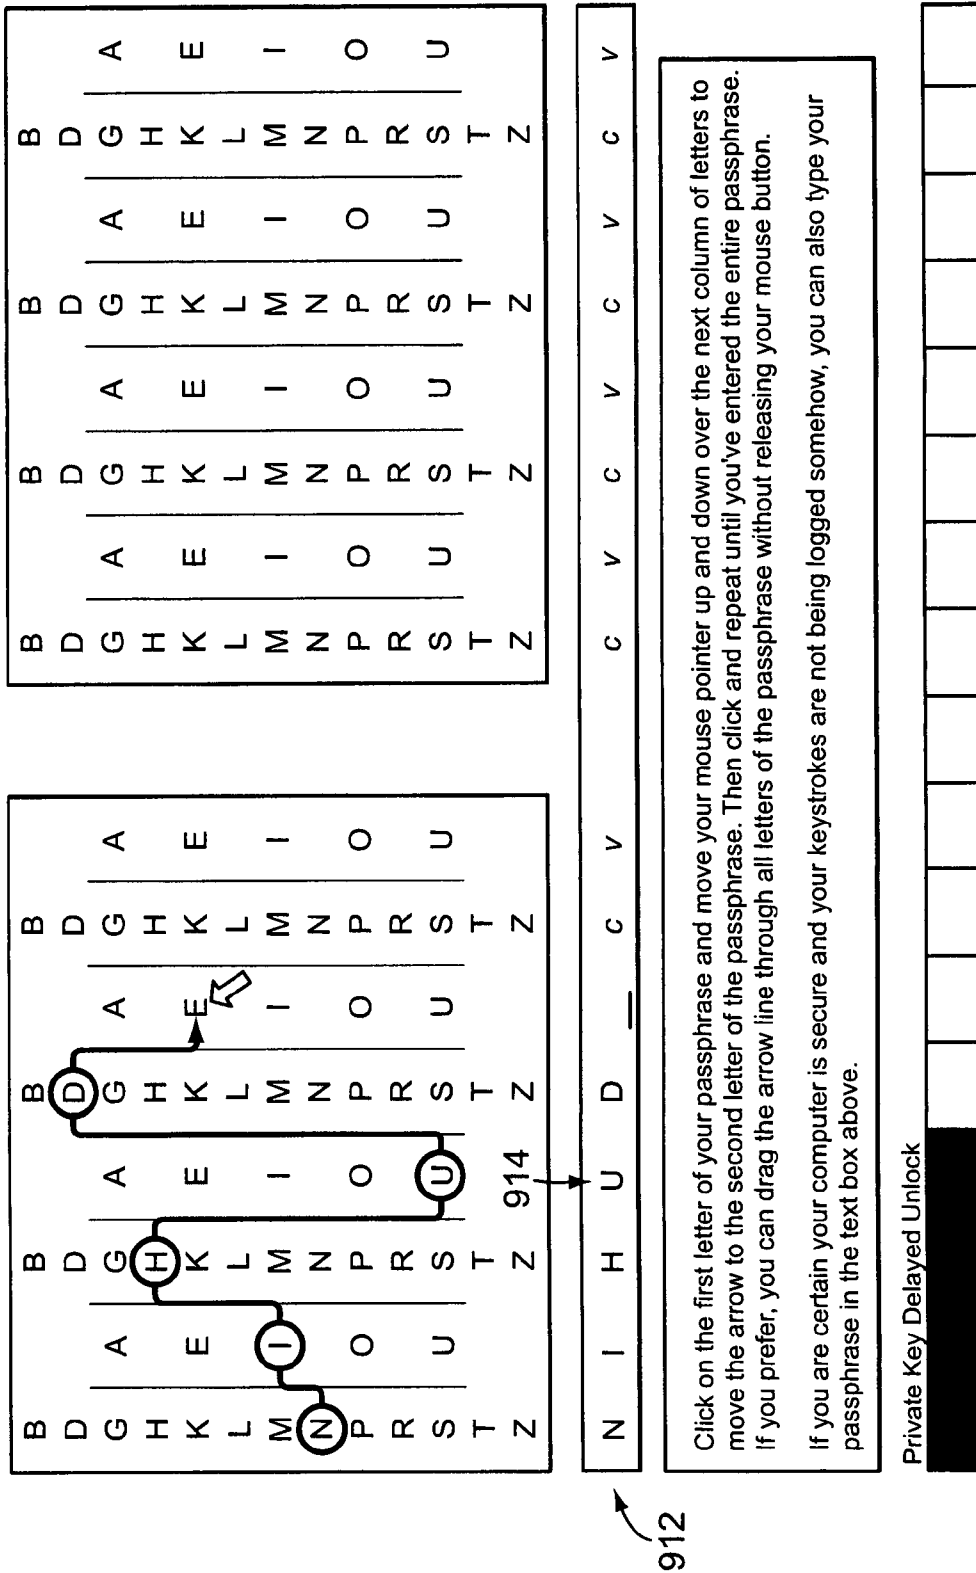 B B B B B B B B
D D D D D D D D
G A G A G A G A G A G A G A G A
H H H H H H H H
K E K E K E K E K E K E K E K E
L L L L L L L L
M I M I M I M I M I M I M I M I
N N N N N N N N
P O P O P O P O P O P O P O P O
R R R R R R R R
S U S U S U S U S U S U S U S U
T T T T T T T T
Z Z Z Z Z Z Z Z
914
N I H U D _ c v c v c v c v c v
912
Click on the first letter of your passphrase and move your mouse pointer up and down over the next column of letters to
move the arrow to the second letter of the passphrase. Then click and repeat until you've entered the entire passphrase.
If you prefer, you can drag the arrow line through all letters of the passphrase without releasing your mouse button.
If you are certain your computer is secure and your keystrokes are not being logged somehow, you can also type your
passphrase in the text box above.
Private Key Delayed Unlock